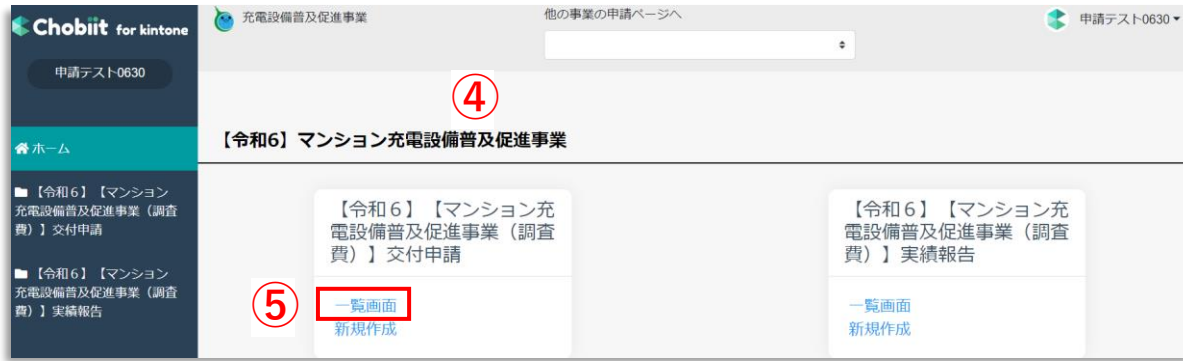 Chobiit for kintone
申請テスト0630
ホーム
【令和６】【マンション
充電設備普及促進事業（調査
費）】交付申請
【令和６】【マンション
充電設備普及促進事業（調査
費）】実績報告
充電設備普及促進事業
他の事業の申請ページへ
申請テスト0630
④
【令和6】マンション充電設備普及促進事業
【令和６】【マンション充
電設備普及促進事業（調査
費）】交付申請
⑤
一覧画面
新規作成
【令和６】【マンション充
電設備普及促進事業（調査
費）】実績報告
一覧画面
新規作成